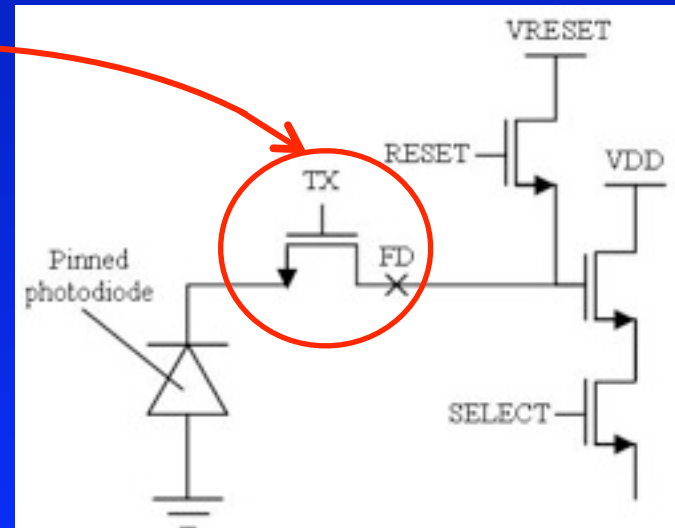 VRESET
RESET
VDD
TX
FD
Pinned
photodiode
SELECT